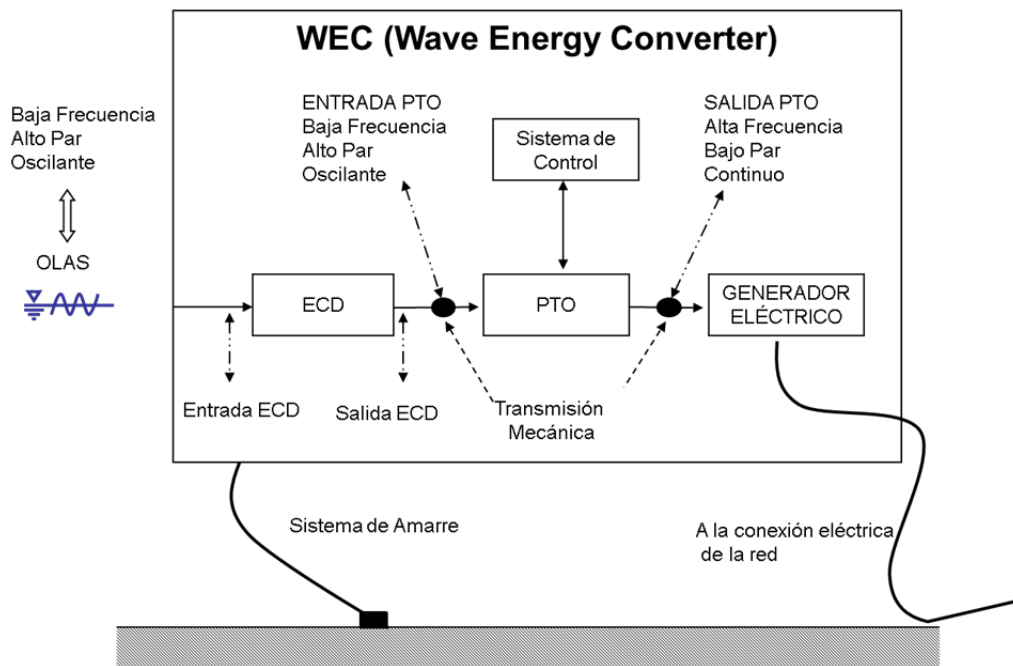 WEC (Wave Energy Converter)
Baja Frecuencia
Alto Par
Oscilante
OLAS
ENTRADA PTO
Baja Frecuencia
Alto Par
Oscilante
Sistema de
Control
SALIDA PTO
Alta Frecuencia
Bajo Par
Continuo
ECD
PTO
GENERADOR
ELÉCTRICO
Entrada ECD
Salida ECD
Transmisión
Mecánica
Sistema de Amarre
A la conexión eléctrica
de la red